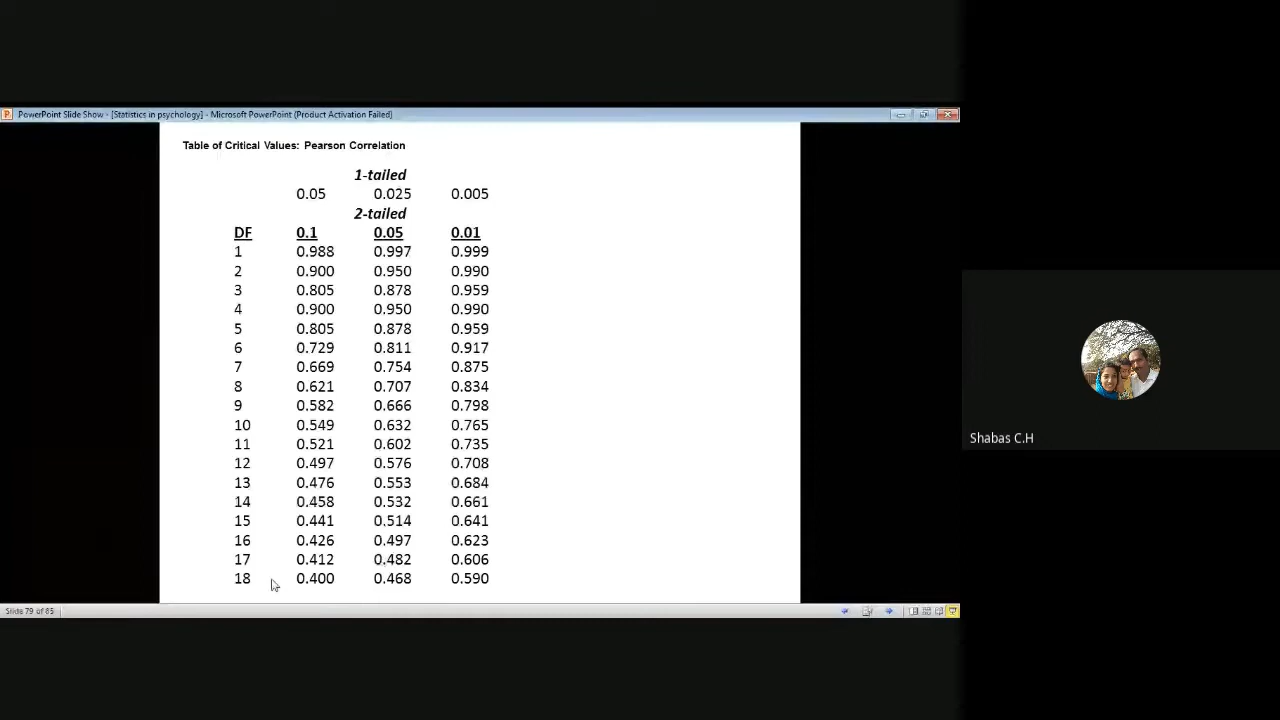 PowerPoint Slide Show - [Statistics in psychology] - Microsoft PowerPoint (Product Activation Failed)
Table of Critical Values: Pearson Correlation
1-tailed
0.05 0.025 0.005
2-tailed
DF 0.1 0.05 0.01
1 0.988 0.997 0.999
2 0.900 0.950 0.990
3 0.805 0.878 0.959
4 0.900 0.950 0.990
5 0.805 0.878 0.959
6 0.729 0.811 0.917
7 0.669 0.754 0.875
8 0.621 0.707 0.834
9 0.582 0.666 0.798
10 0.549 0.632 0.765
11 0.521 0.602 0.735
12 0.497 0.576 0.708
13 0.476 0.553 0.684
14 0.458 0.532 0.661
15 0.441 0.514 0.641
16 0.426 0.497 0.623
17 0.412 0.482 0.606
18 0.400 0.468 0.590
Slide 79 of 85
Shabas C.H